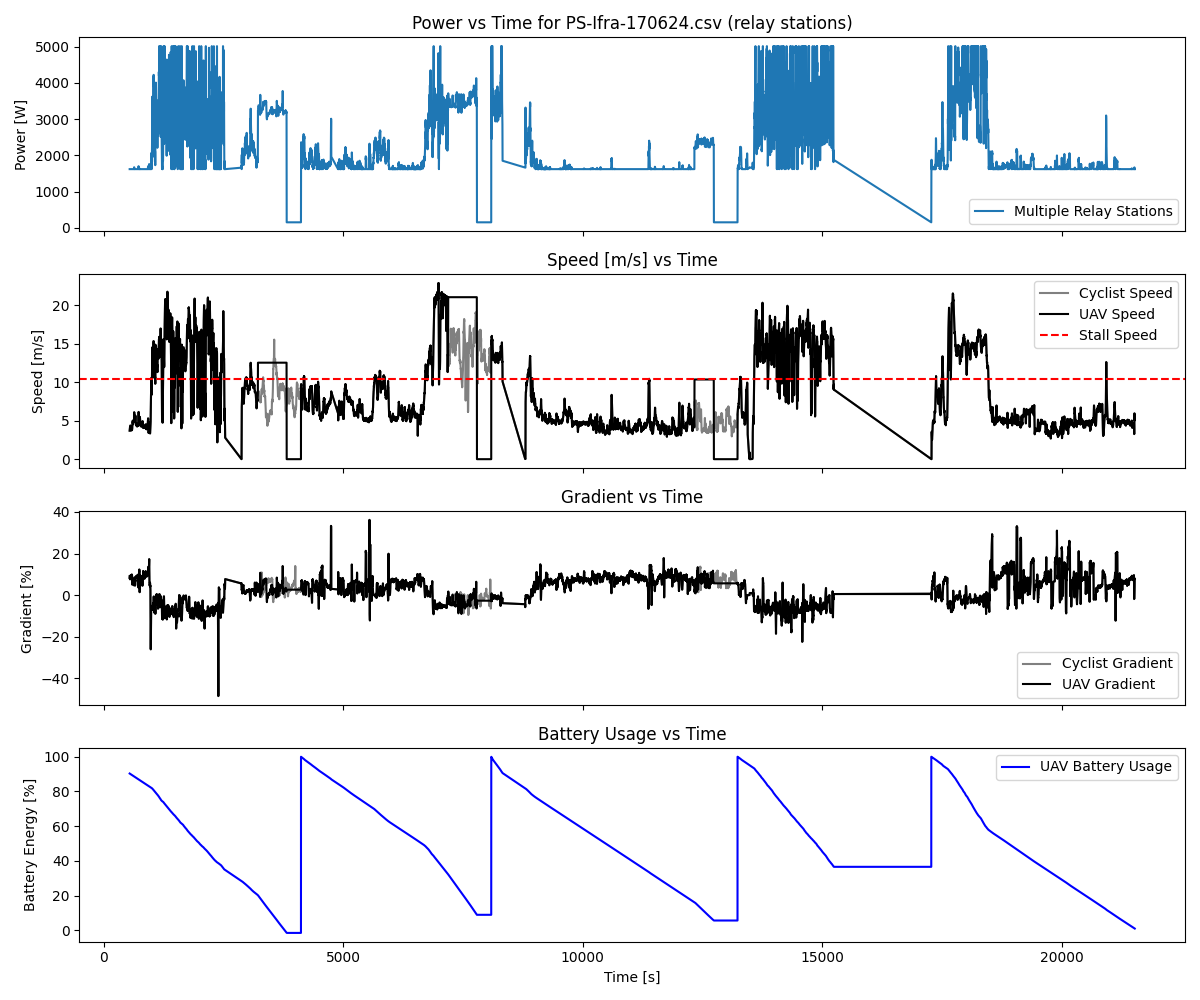 Power vs Time for PS-Ifra-170624.csv (relay stations)
5000
4000
3000
2000
1000
0
Power [W]
Multiple Relay Stations
Speed [m/s] vs Time
20
15
10
5
0
Speed [m/s]
Cyclist Speed
UAV Speed
Stall Speed
Gradient vs Time
40
20
0
−20
−40
Gradient [%]
Cyclist Gradient
UAV Gradient
Battery Usage vs Time
100
80
60
40
20
0
Battery Energy [%]
UAV Battery Usage
0 5000 10000 15000 20000
Time [s]